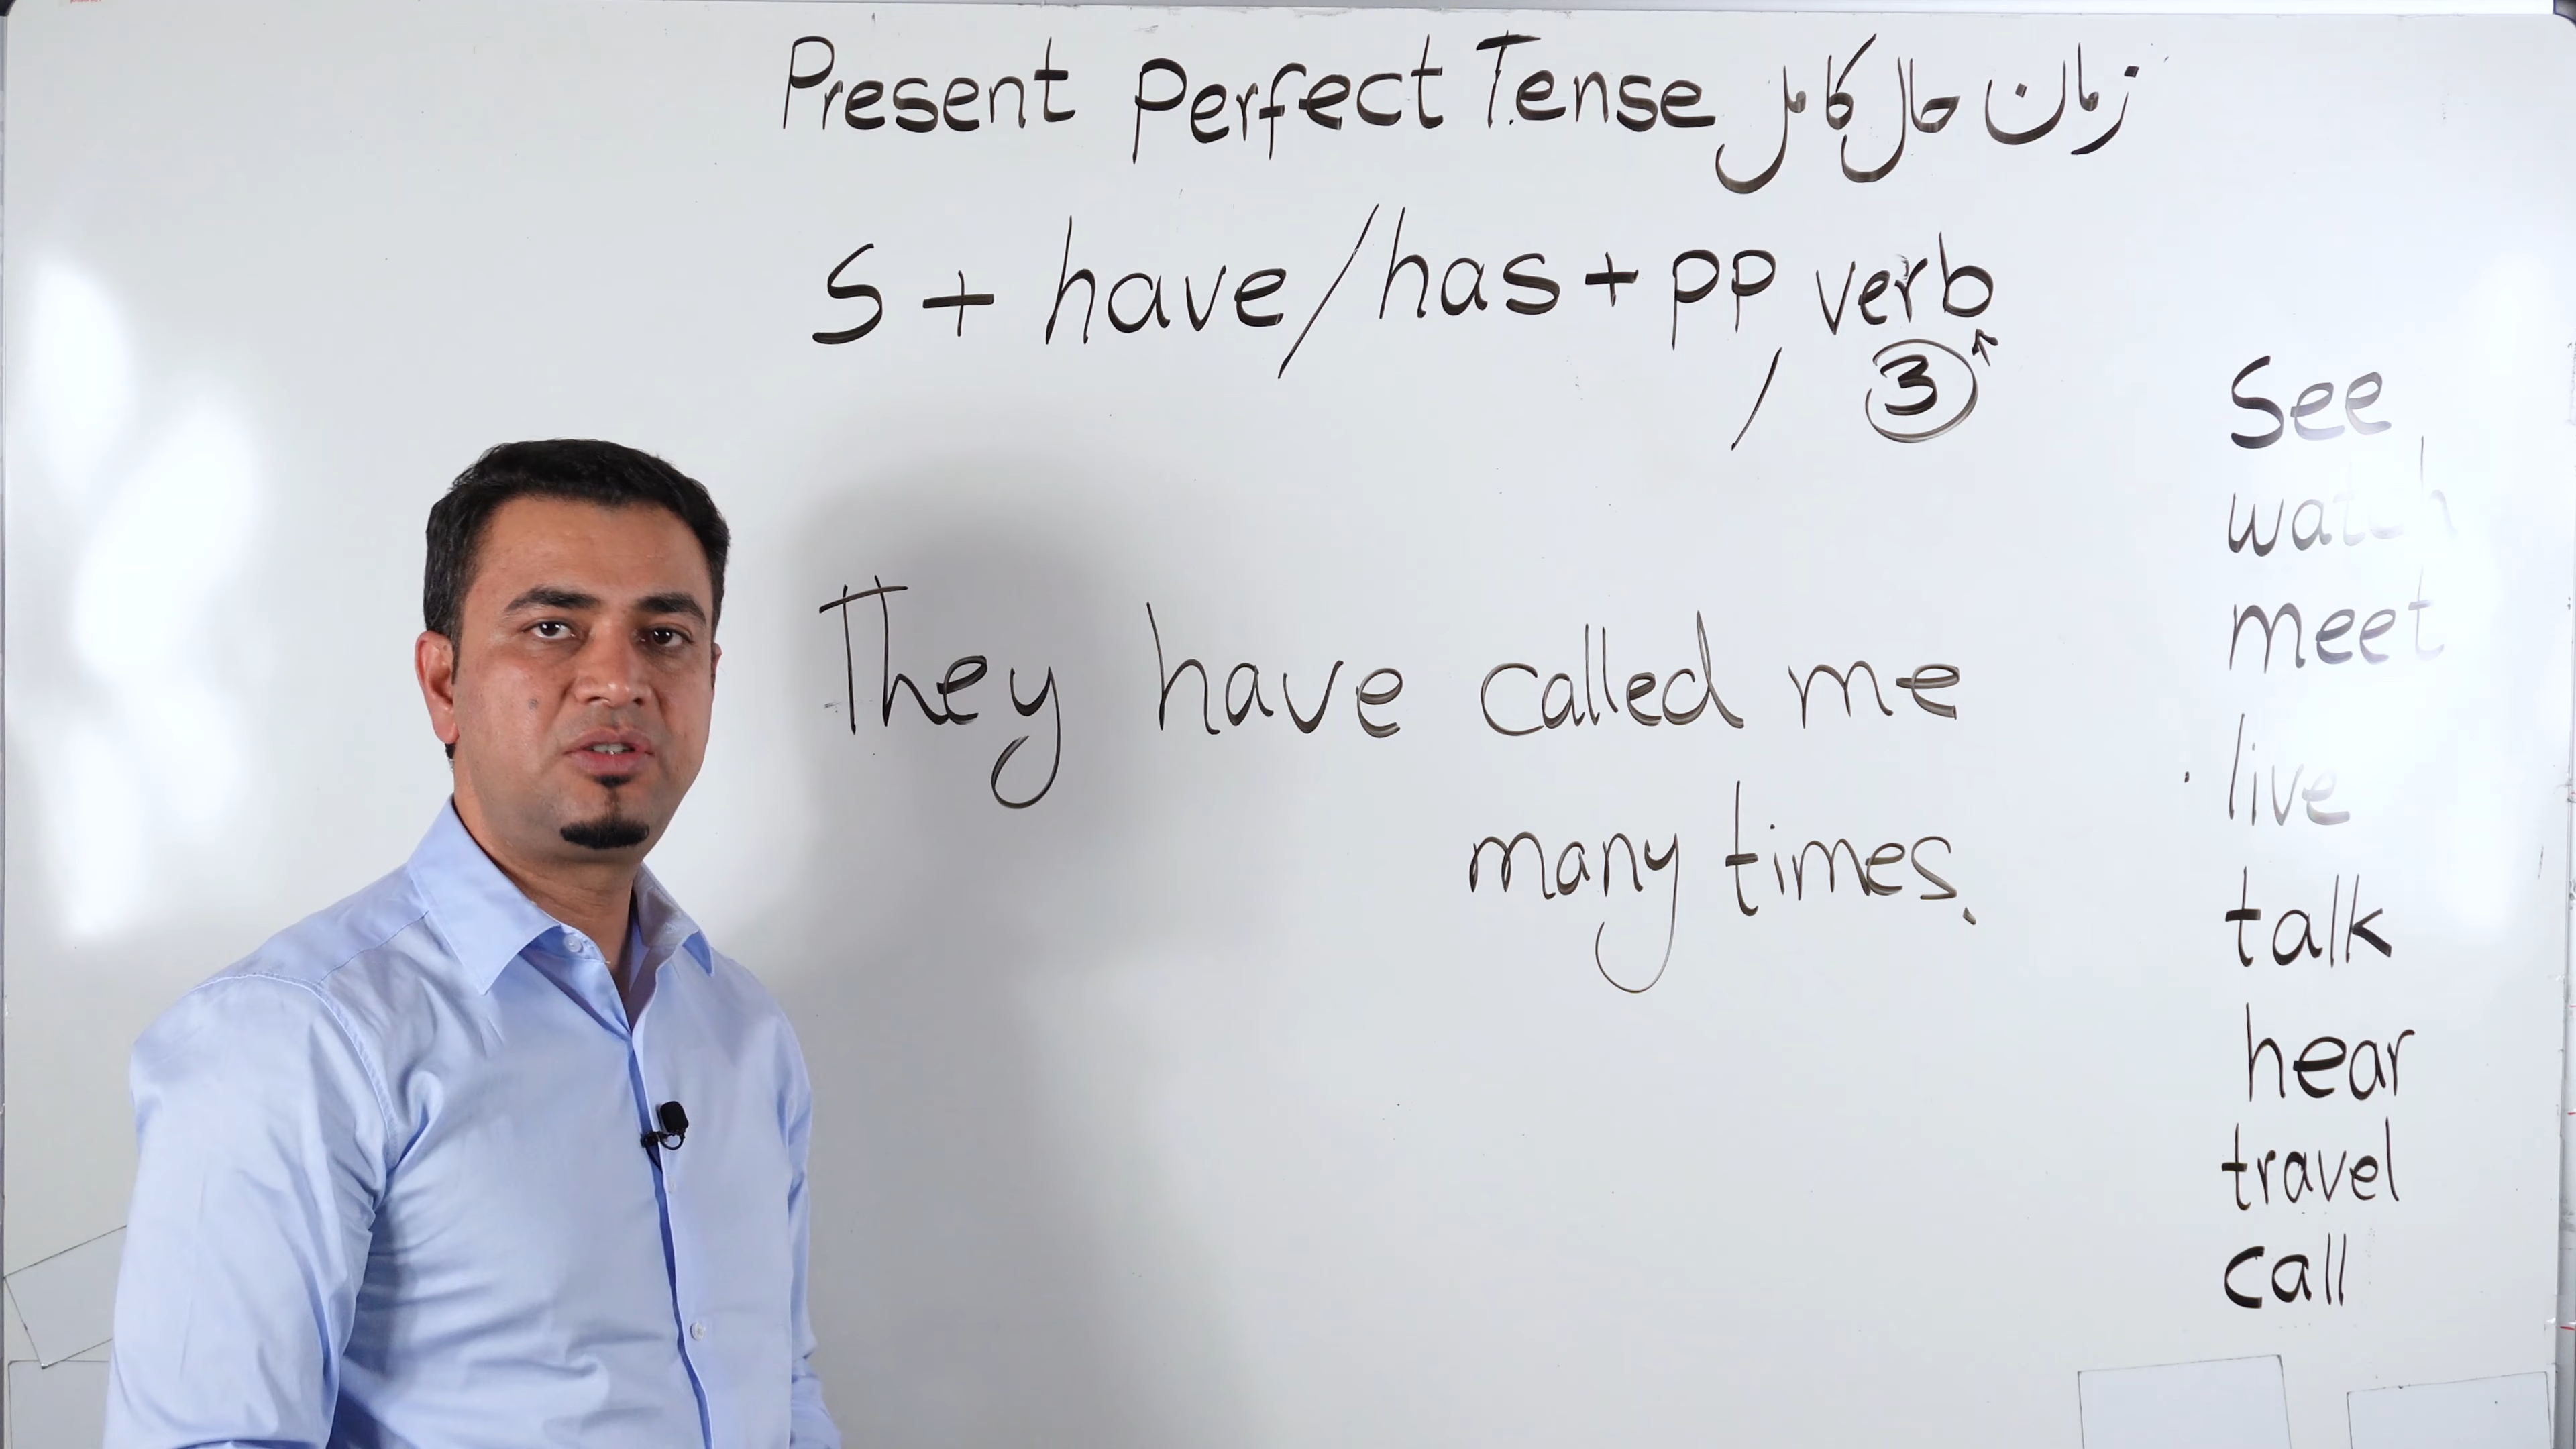 Present Perfect Tense زمان حال کامل
S + have/has + pp verb
/ 3
They have called me
many times.
see
watch
meet
live
talk
hear
travel
call